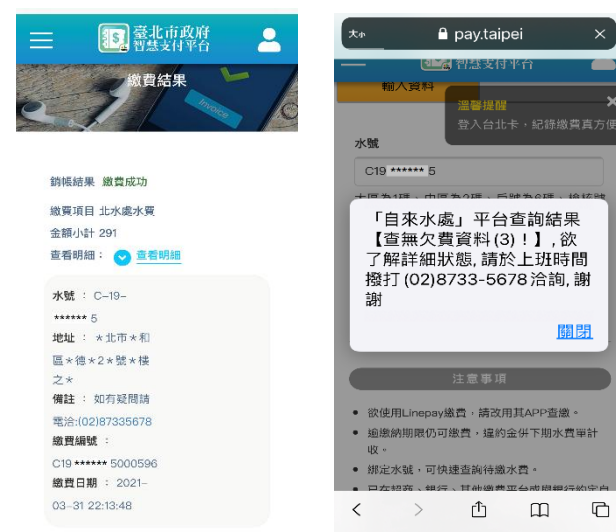 臺北市政府
智慧支付平台
繳費結果
Invoice
銷帳結果 繳費成功
繳費項目 北水處水費
金額小計 291
查看明細： 查看明細
水號 ： C-19-
****** 5
地址 ： *北市*和
區*德*2*號*樓
之*
備註 ： 如有疑問請
電洽:(02)87335678
繳費編號 ：
C19 ****** 5000596
繳費日期 ： 2021-
03-31 22:13:48
大小 pay.taipei ×
智慧支付平台
輸入資料
溫馨提醒 ×
登入台北卡，紀錄繳費真方便
水號
C19 ****** 5
「自來水處」平台查詢結果
【查無欠費資料(3)！】, 欲
了解詳細狀態, 請於上班時間
撥打 (02)8733-5678 洽詢, 謝
謝
關閉
注意事項
欲使用Linepay繳費，請改用其APP查繳。
逾繳納期限仍可繳費，違約金併下期水費單計
收。
綁定水號，可快速查詢待繳水費。